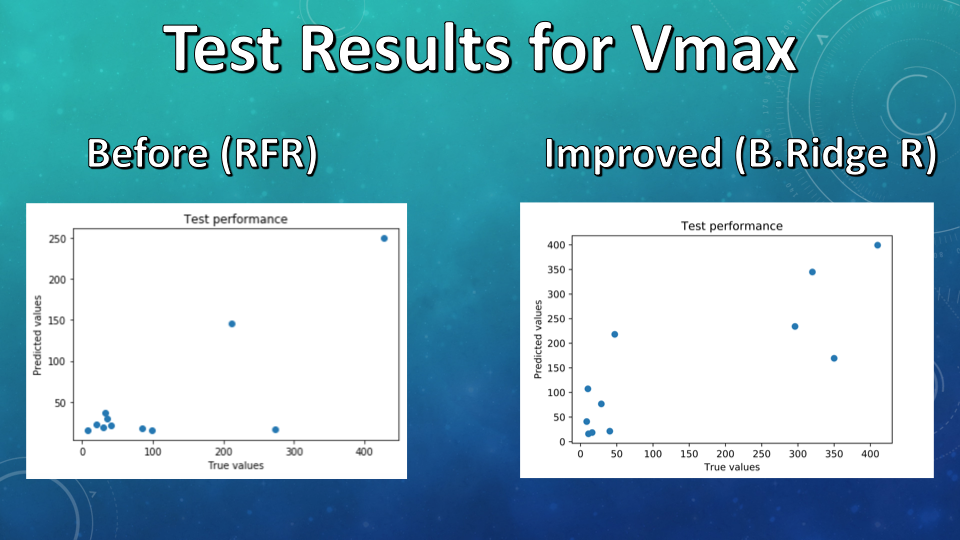 Test Results for Vmax
Before (RFR)
Improved (B.Ridge R)
Test performance
250
200
150
100
50
Predicted values
0 100 200 300 400
True values
Test performance
400
350
300
250
200
150
100
50
0
Predicted values
0 50 100 150 200 250 300 350 400
True values